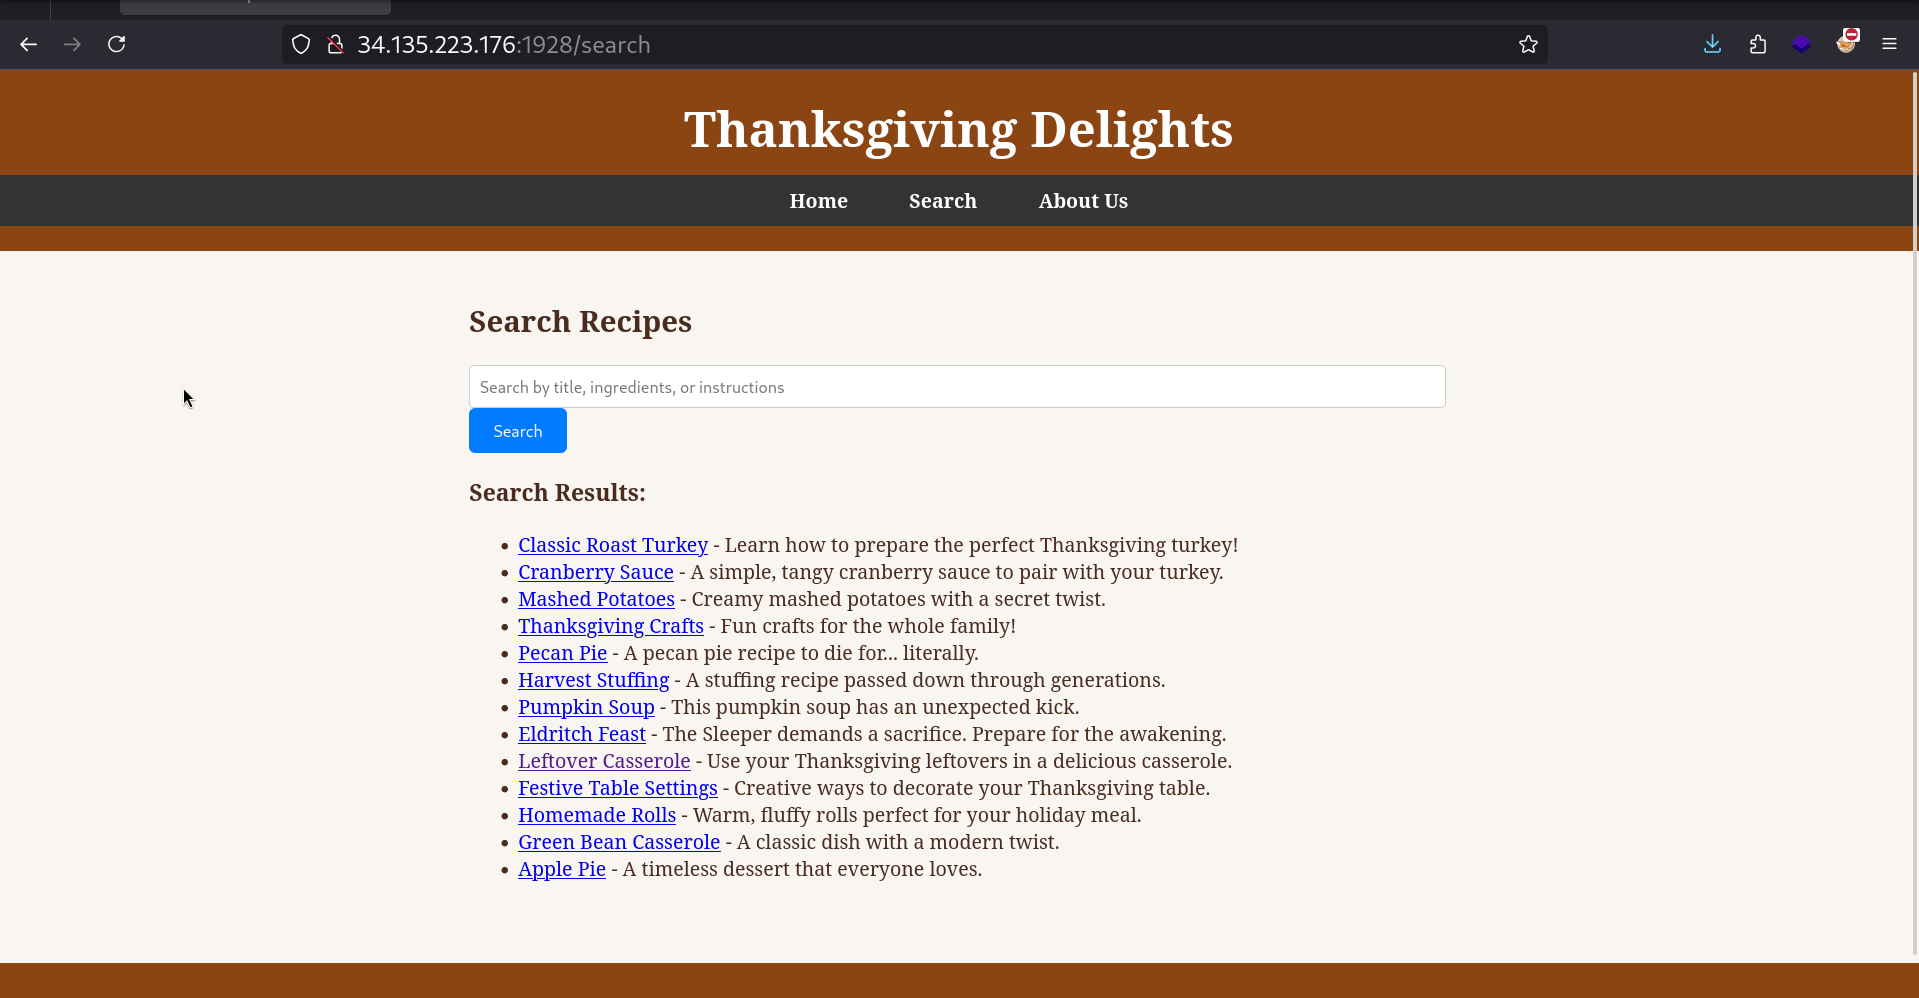 34.135.223.176:1928/search
Thanksgiving Delights
Home Search About Us
Search Recipes
Search by title, ingredients, or instructions
Search
Search Results:
Classic Roast Turkey - Learn how to prepare the perfect Thanksgiving turkey!
Cranberry Sauce - A simple, tangy cranberry sauce to pair with your turkey.
Mashed Potatoes - Creamy mashed potatoes with a secret twist.
Thanksgiving Crafts - Fun crafts for the whole family!
Pecan Pie - A pecan pie recipe to die for... literally.
Harvest Stuffing - A stuffing recipe passed down through generations.
Pumpkin Soup - This pumpkin soup has an unexpected kick.
Eldritch Feast - The Sleeper demands a sacrifice. Prepare for the awakening.
Leftover Casserole - Use your Thanksgiving leftovers in a delicious casserole.
Festive Table Settings - Creative ways to decorate your Thanksgiving table.
Homemade Rolls - Warm, fluffy rolls perfect for your holiday meal.
Green Bean Casserole - A classic dish with a modern twist.
Apple Pie - A timeless dessert that everyone loves.